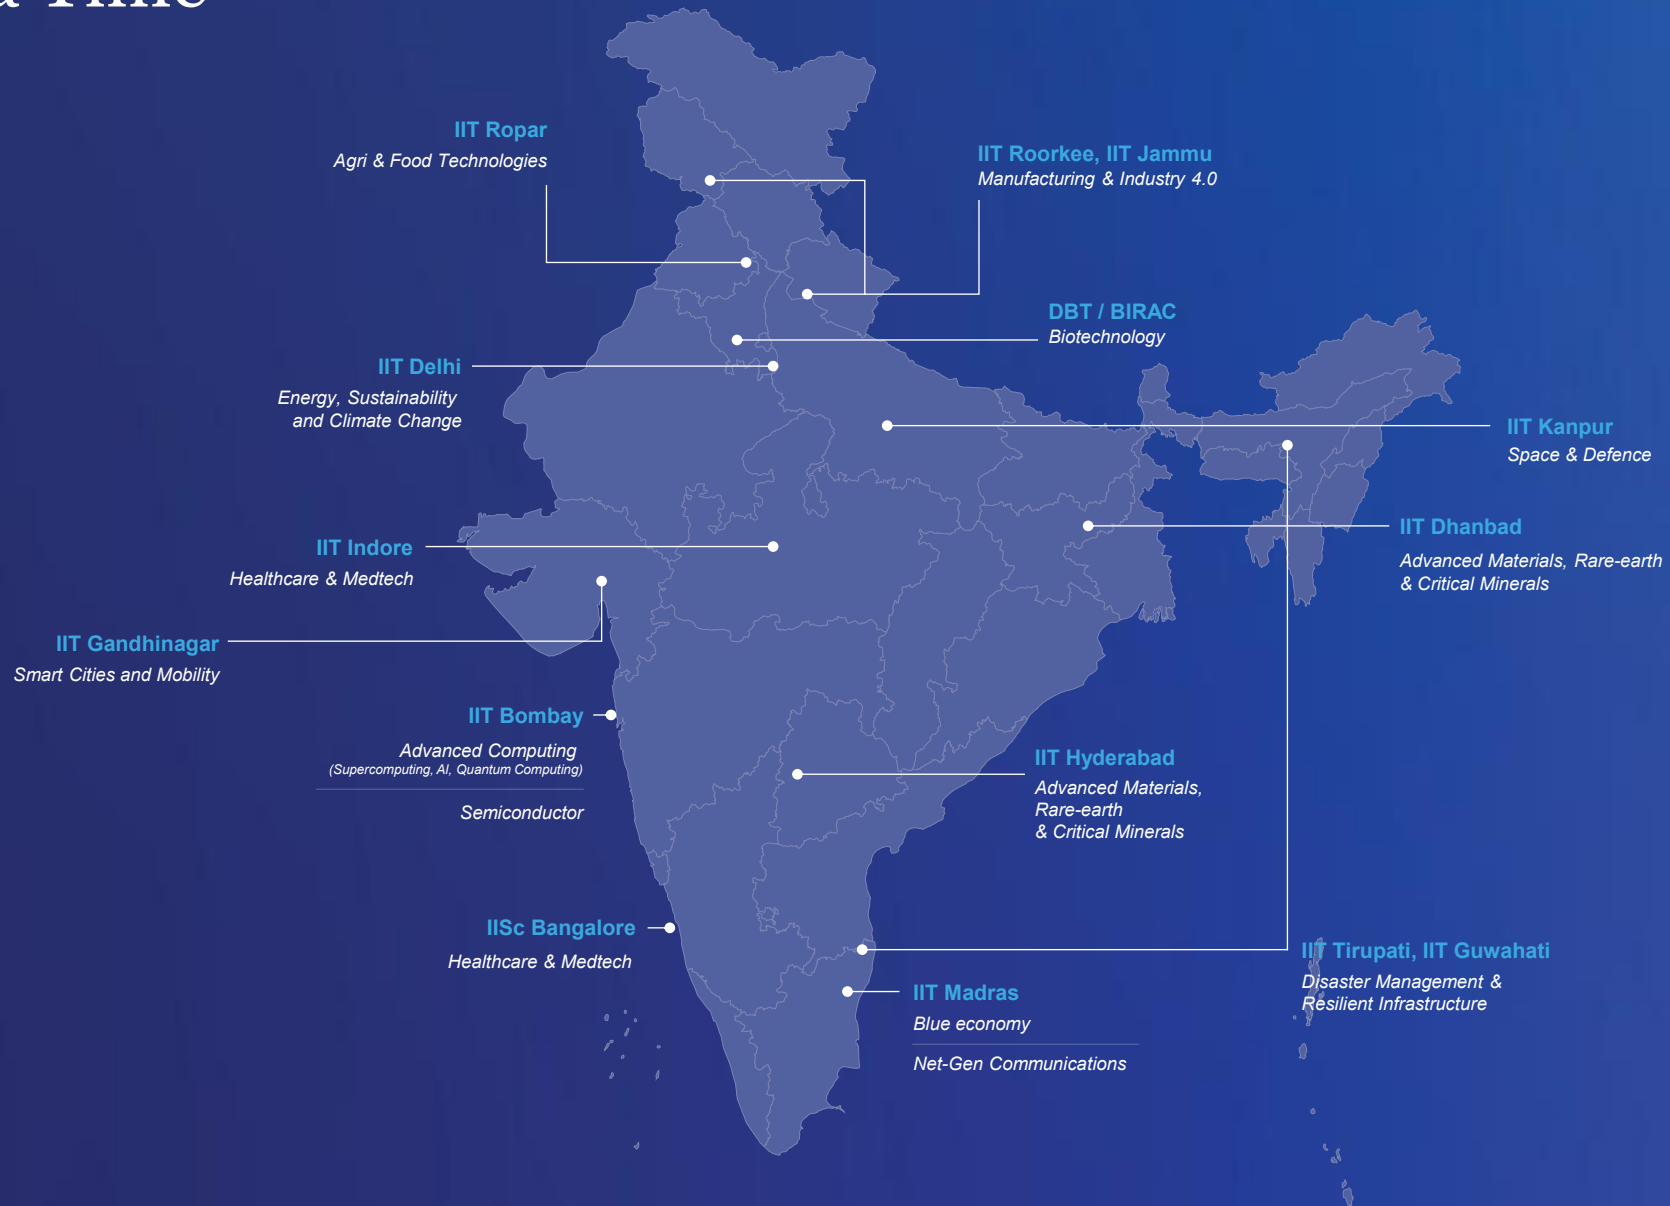 a Time
IIT Ropar
Agri & Food Technologies
IIT Roorkee, IIT Jammu
Manufacturing & Industry 4.0
DBT / BIRAC
Biotechnology
IIT Delhi
Energy, Sustainability
and Climate Change
IIT Kanpur
Space & Defence
IIT Dhanbad
Advanced Materials, Rare-earth
& Critical Minerals
IIT Indore
Healthcare & Medtech
IIT Gandhinagar
Smart Cities and Mobility
IIT Bombay
Advanced Computing
(Supercomputing, AI, Quantum Computing)
Semiconductor
IIT Hyderabad
Advanced Materials,
Rare-earth
& Critical Minerals
IISc Bangalore
Healthcare & Medtech
IIT Tirupati, IIT Guwahati
Disaster Management &
Resilient Infrastructure
IIT Madras
Blue economy
Net-Gen Communications